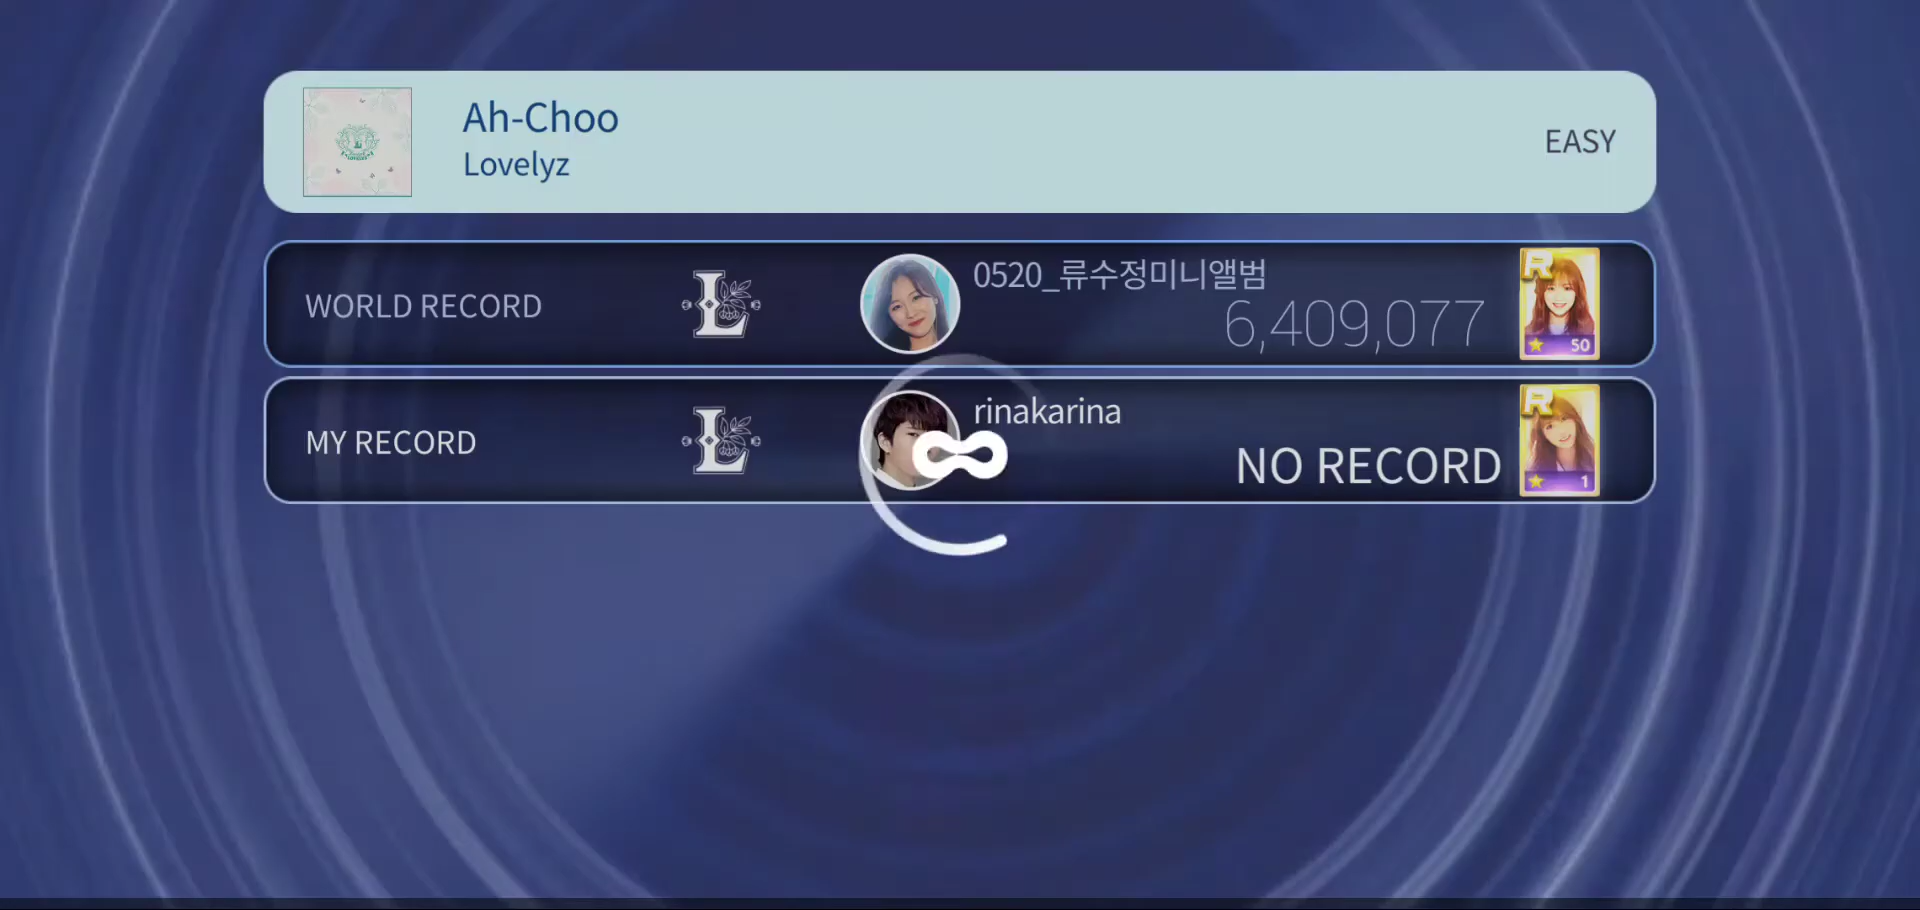 Ah-Choo
Lovelyz
EASY
WORLD RECORD
L
0520_류수정미니앨범
6,409,077
R
50
MY RECORD
L
rinakarina
NO RECORD
R
1